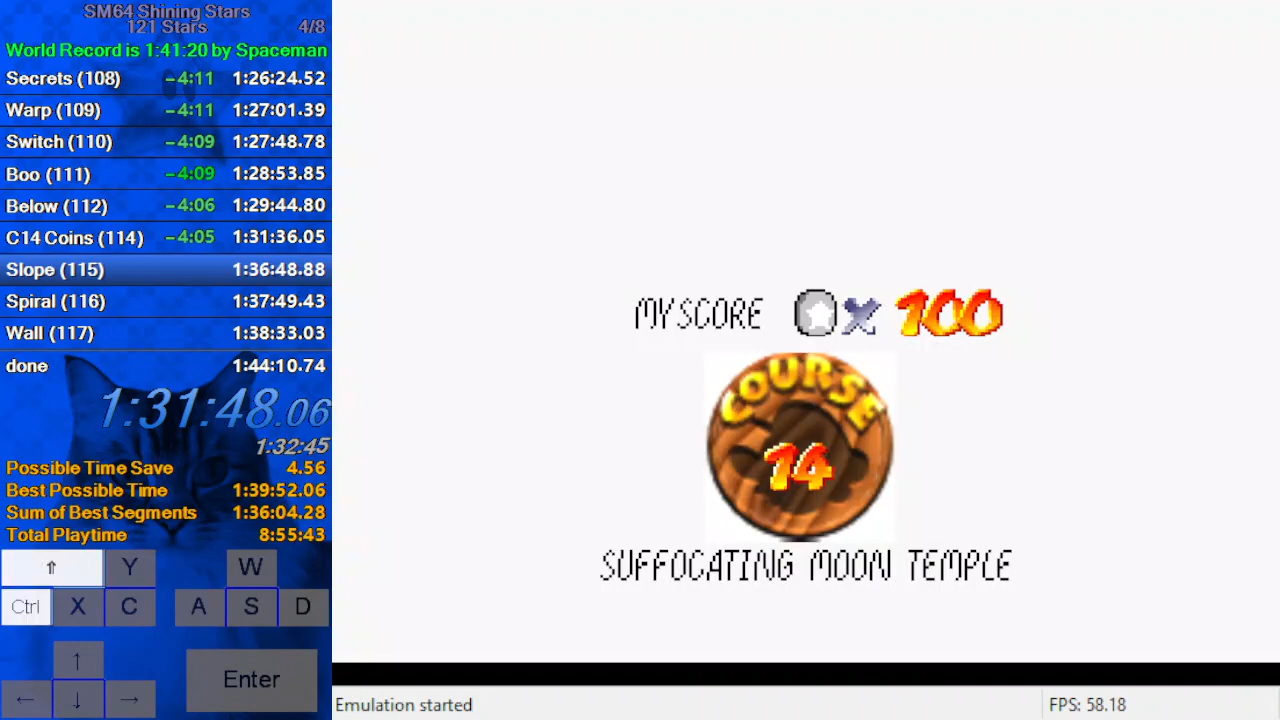 SM64 Shining Stars
121 Stars 4/8
World Record is 1:41:20 by Spaceman
Secrets (108) -4:11 1:26:24.52
Warp (109) -4:11 1:27:01.39
Switch (110) -4:09 1:27:48.78
Boo (111) -4:09 1:28:53.85
Below (112) -4:06 1:29:44.80
C14 Coins (114) -4:05 1:31:36.05
Slope (115) 1:36:48.88
Spiral (116) 1:37:49.43
Wall (117) 1:38:33.03
done 1:44:10.74
1:31:48.06
1:32:45
Possible Time Save 4.56
Best Possible Time 1:39:52.06
Sum of Best Segments 1:36:04.28
Total Playtime 8:55:43
⇑ Y W
Ctrl X C A S D
↑
Enter
← ↓ →
MY SCORE × 100
COURSE
14
SUFFOCATING MOON TEMPLE
Emulation started FPS: 58.18